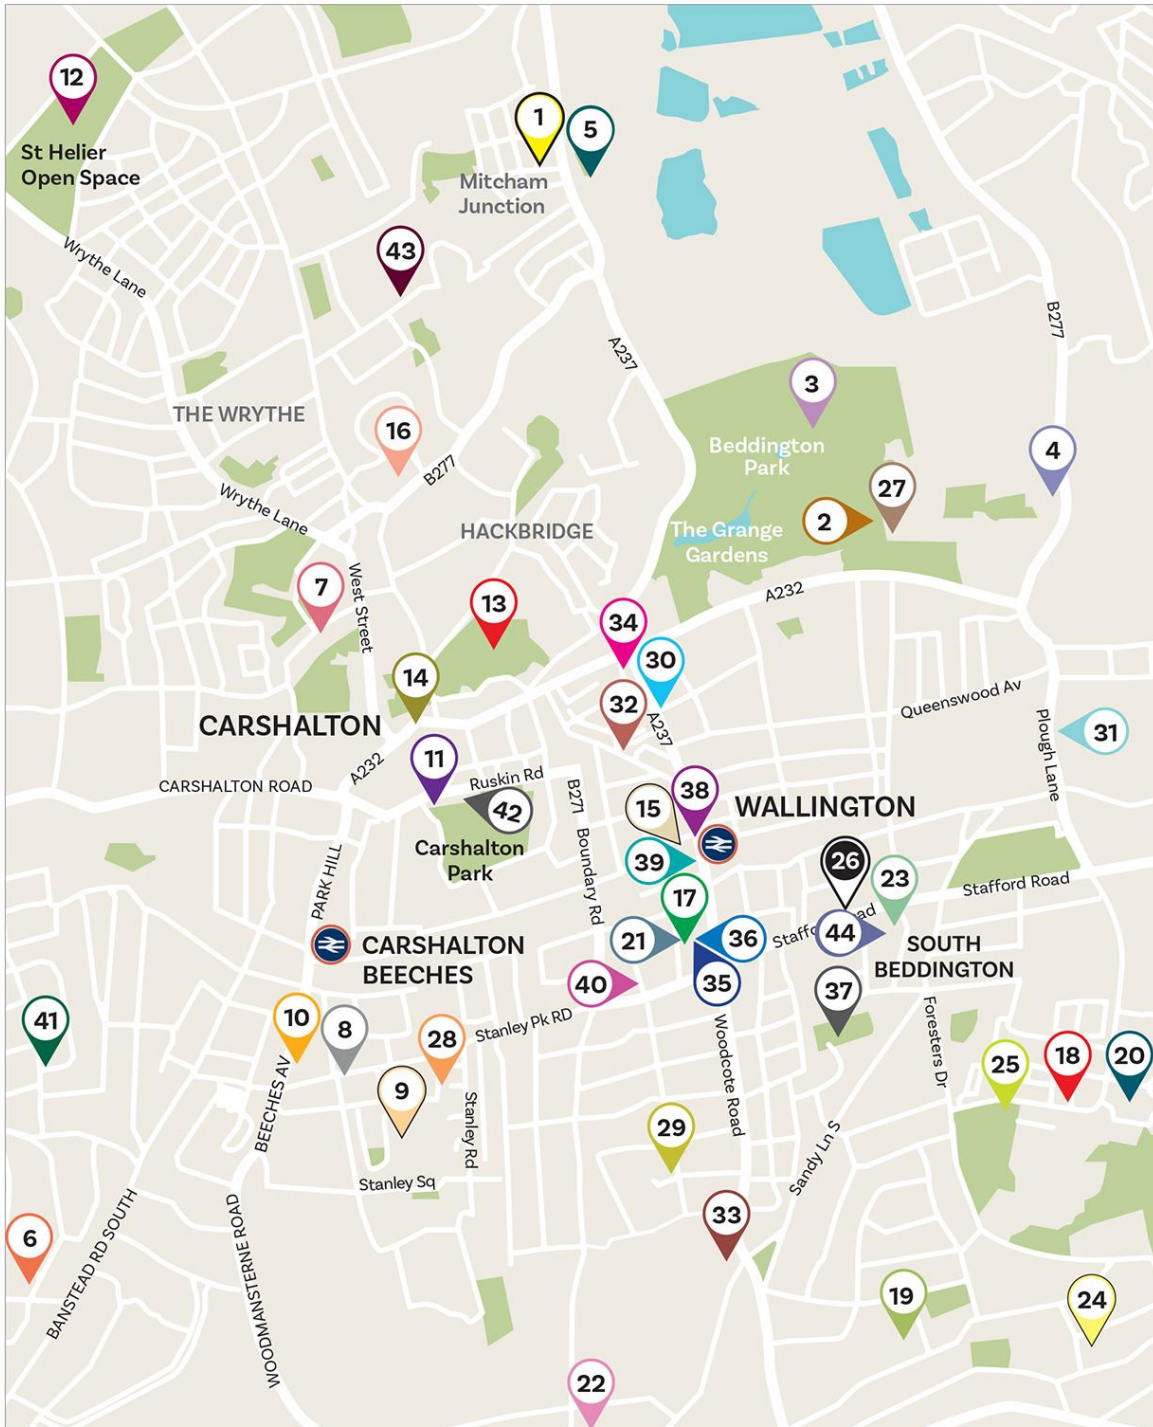 12
1
5
St Helier
Open Space
Mitcham
Junction
43
Wrythe Lane
B277
A237
3
THE WRYTHE
16
Beddington
Park
4
B277
27
2
Wrythe Lane
HACKBRIDGE
The Grange
Gardens
7
West Street
13
A232
34
30
14
32
CARSHALTON
A237
Queenswood Av
Plough Lane
31
11
A232
CARSHALTON ROAD
Ruskin Rd
42
B271
Boundary Rd
15
38
WALLINGTON
Carshalton
Park
39
26
23
PARK HILL
17
Stafford Road
Stafford Road
21
36
44
SOUTH
BEDDINGTON
CARSHALTON
BEECHES
40
35
37
41
10
8
28
Stanley Pk RD
Woodcote Road
Foresters Dr
25
18
20
BEECHES AV
9
Stanley Rd
29
Sandy Ln S
Stanley Sq
6
BANSTEAD RD SOUTH
WOODMANSTERNE ROAD
33
19
24
22